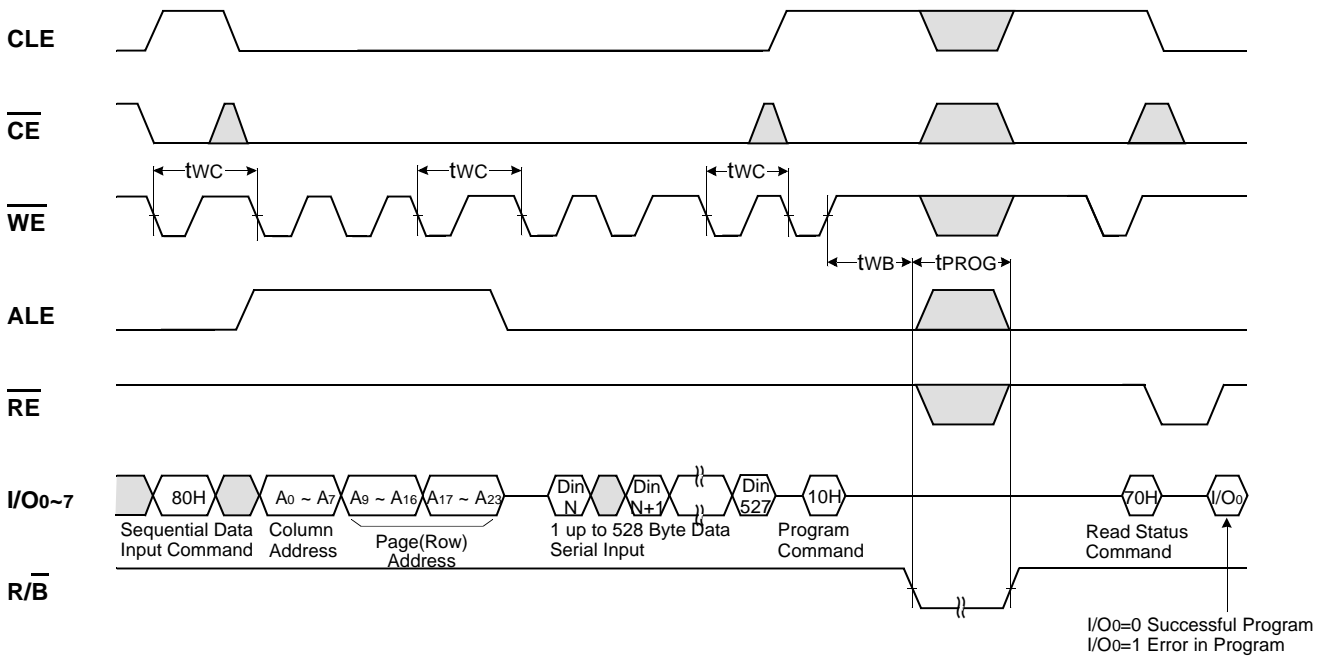 CLE
CE
tWC tWC tWC
WE
tWB tPROG
ALE
RE
I/O0~7
80H A0 ~ A7 A9 ~ A16 A17 ~ A23 Din N Din N+1 Din 527 10H 70H I/O0
Sequential Data Input Command
Column Address
Page(Row) Address
1 up to 528 Byte Data Serial Input
Program Command
Read Status Command
R/B
I/O0=0 Successful Program
I/O0=1 Error in Program